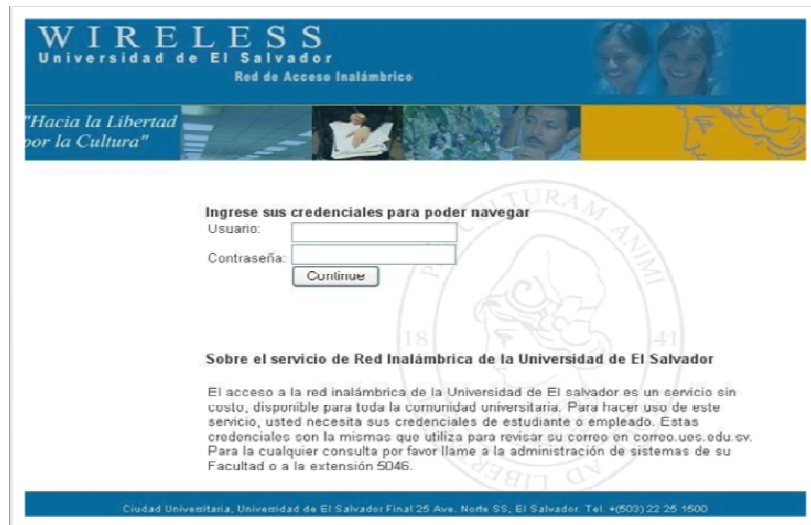 WIRELESS
Universidad de El Salvador
Red de Acceso Inalámbrico
"Hacia la Libertad
por la Cultura"
Ingrese sus credenciales para poder navegar
Usuario:
Contraseña:
Continue
CULTURAM ANIMI
18 41
AD LIBERT
Sobre el servicio de Red Inalámbrica de la Universidad de El Salvador
El acceso a la red inalámbrica de la Universidad de El salvador es un servicio sin
costo, disponible para toda la comunidad universitaria. Para hacer uso de este
servicio, usted necesita sus credenciales de estudiante o empleado. Estas
credenciales son la mismas que utiliza para revisar su correo en correo.ues.edu.sv.
Para la cualquier consulta por favor llame a la administración de sistemas de su
Facultad o a la extensión 5046.
Ciudad Universitaria, Universidad de El Salvador Final 25 Ave. Norte SS, El Salvador. Tel. +(503) 22 25 1500